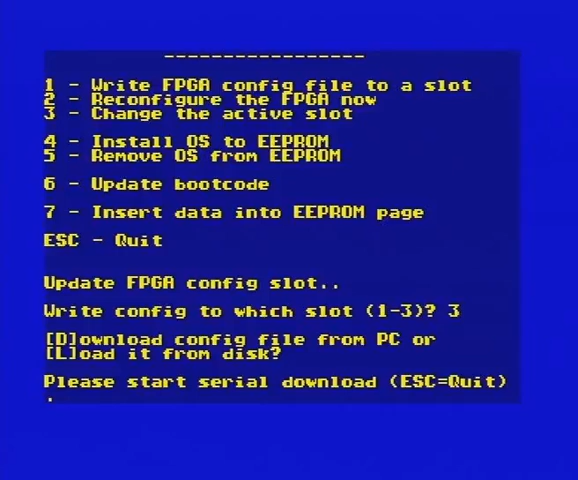 -----------------
1 - Write FPGA config file to a slot
2 - Reconfigure the FPGA now
3 - Change the active slot
4 - Install OS to EEPROM
5 - Remove OS from EEPROM
6 - Update bootcode
7 - Insert data into EEPROM page
ESC - Quit
Update FPGA config slot..
Write config to which slot (1-3)? 3
[D]ownload config file from PC or
[L]oad it from disk?
Please start serial download (ESC=Quit)
.